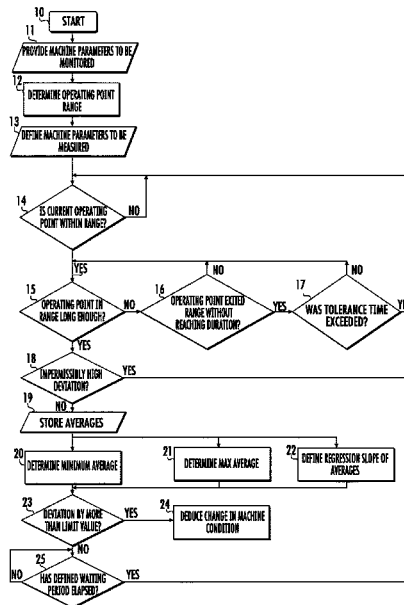 10
START
11
PROVIDE MACHINE PARAMETERS TO BE
MONITORED
12
DETERMINE OPERATING POINT
RANGE
13
DEFINE MACHINE PARAMETERS TO BE
MEASURED
14
IS CURRENT OPERATING
POINT WITHIN RANGE?
NO
YES
15
OPERATING POINT IN
RANGE LONG ENOUGH?
NO
YES
16
OPERATING POINT EXITED
RANGE WITHOUT
REACHING DURATION?
NO
YES
17
WAS TOLERANCE TIME
EXCEEDED?
NO
YES
18
IMPERMISSIBLY HIGH
DEVIATION?
YES
NO
19
STORE AVERAGES
20
DETERMINE MINIMUM AVERAGE
21
DETERMINE MAX AVERAGE
22
DEFINE REGRESSION SLOPE OF
AVERAGES
23
DEVIATION BY MORE
THAN LIMIT VALUE?
YES
NO
24
DEDUCE CHANGE IN MACHINE
CONDITION
25
HAS DEFINED WAITING
PERIOD ELAPSED?
NO
YES